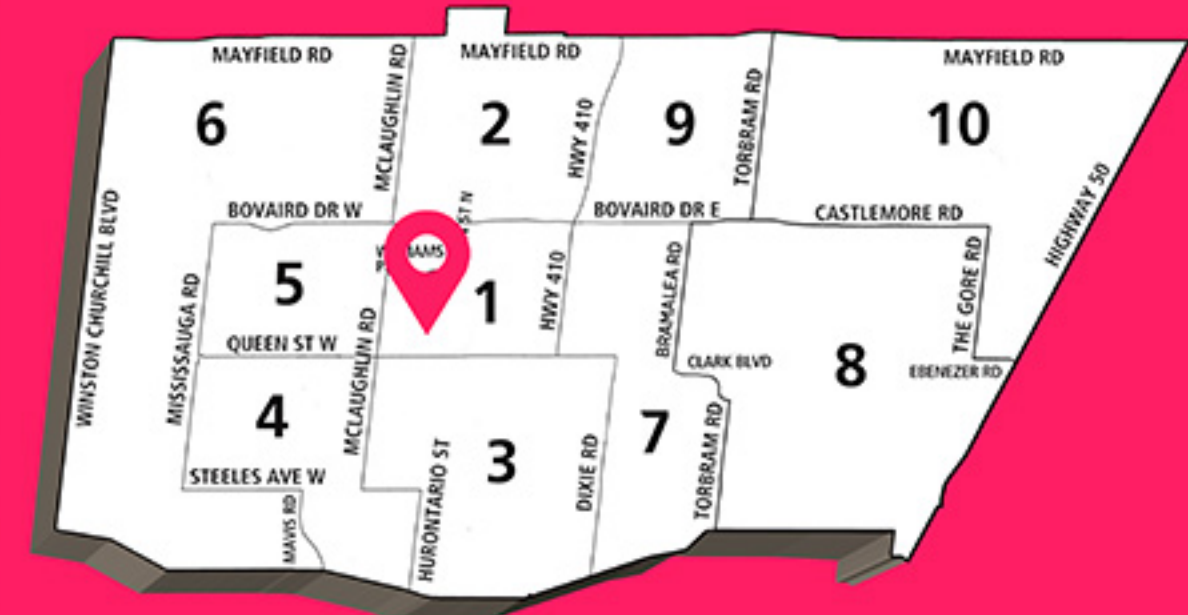 MAYFIELD RD
MAYFIELD RD
MAYFIELD RD
MCLAUGHLIN RD
6
2
9
10
HWY 410
TORBRAM RD
HIGHWAY 50
WINSTON CHURCHILL BLVD
BOVAIRD DR W
ST N
BOVAIRD DR E
CASTLEMORE RD
5
1
HWY 410
BRAMALEA RD
THE GORE RD
MISSISSAUGA RD
QUEEN ST W
MCLAUGHLIN RD
CLARK BLVD
8
EBENEZER RD
4
3
7
STEELES AVE W
MAVIS RD
HURONTARIO ST
DIXIE RD
TORBRAM RD